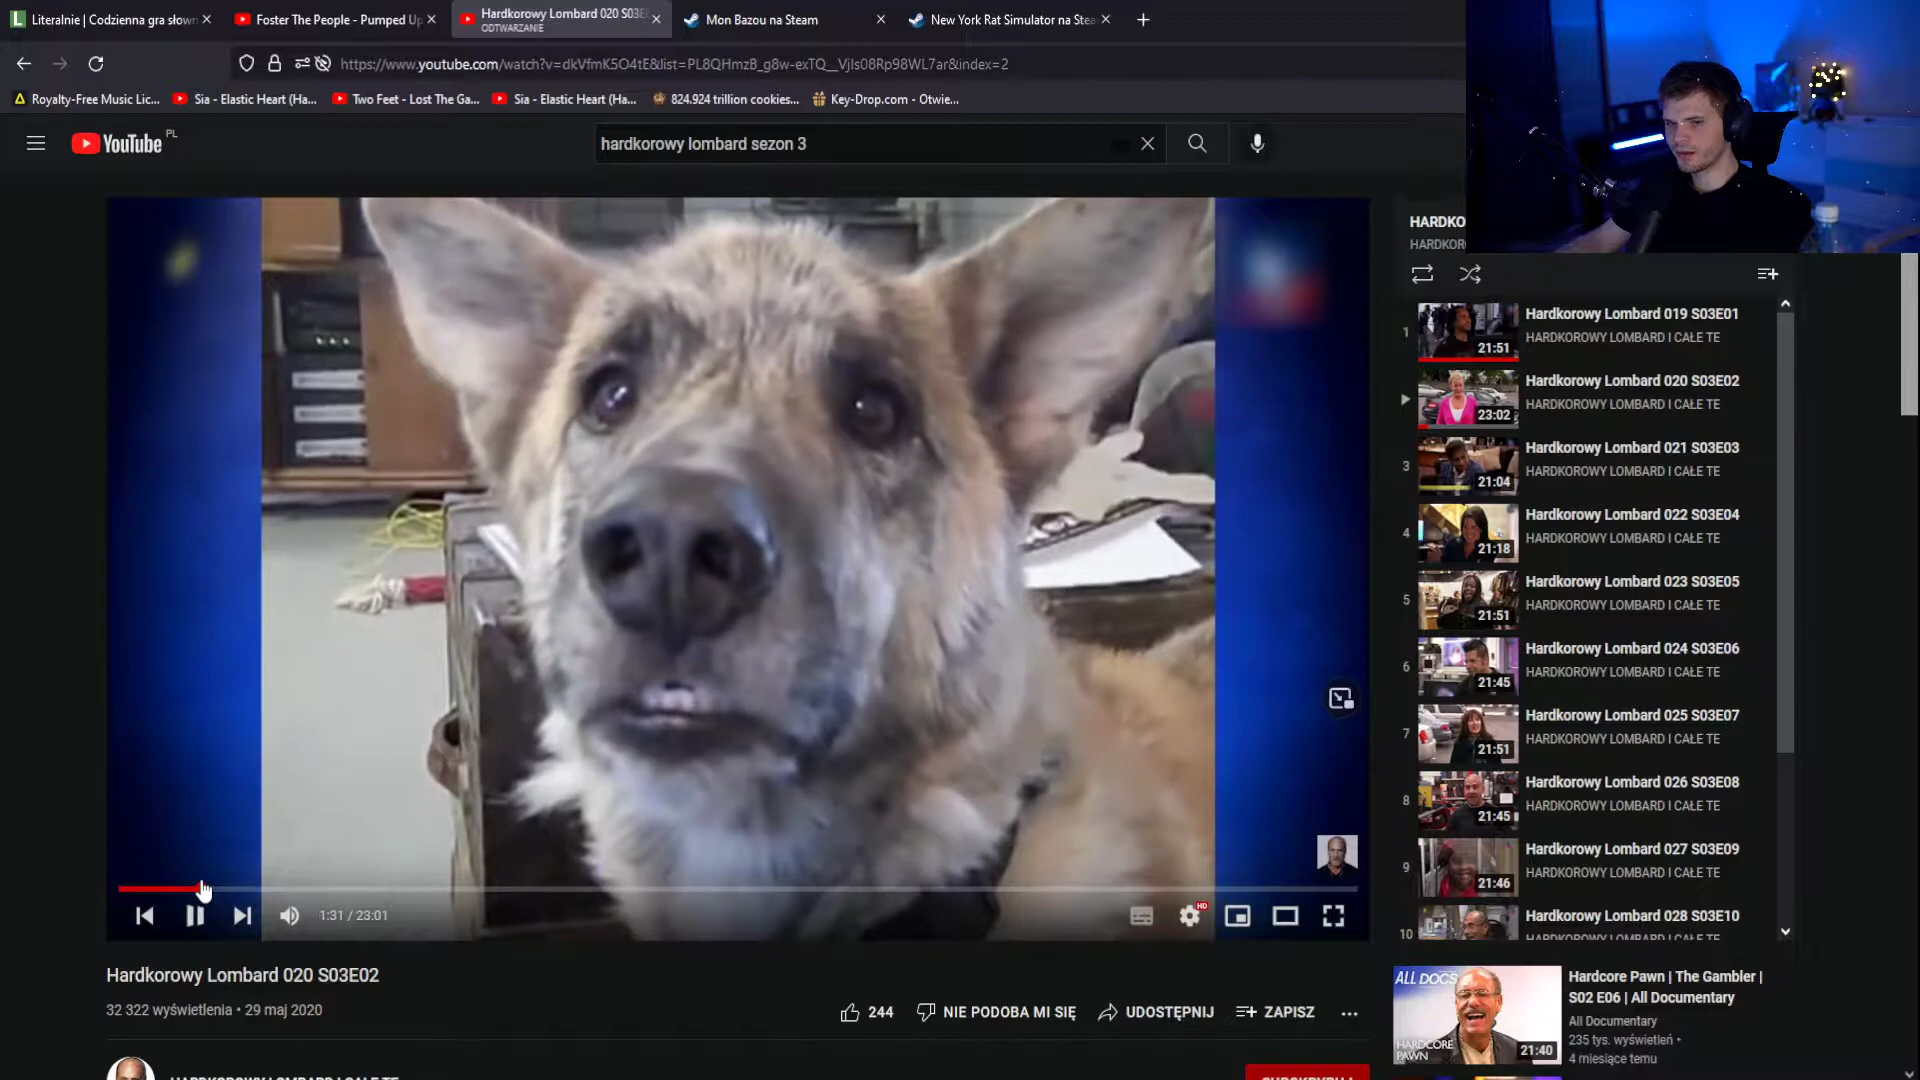 Literalnie | Codzienna gra słown
Foster The People - Pumped Up
Hardkorowy Lombard 020 S03E
ODTWARZANIE
Mon Bazou na Steam
New York Rat Simulator na Stea
https://www.youtube.com/watch?v=dkVfmK5O4tE&list=PL8QHmzB_g8w-exTQ__VjIs08Rp98WL7ar&index=2
Royalty-Free Music Lic...
Sia - Elastic Heart (Ha...
Two Feet - Lost The Ga...
Sia - Elastic Heart (Ha...
824.924 trillion cookies...
Key-Drop.com - Otwie...
YouTube PL
hardkorowy lombard sezon 3
HARDKO
HARDKOR
1
21:51
Hardkorowy Lombard 019 S03E01
HARDKOROWY LOMBARD I CAŁE TE
23:02
Hardkorowy Lombard 020 S03E02
HARDKOROWY LOMBARD I CAŁE TE
3
21:04
Hardkorowy Lombard 021 S03E03
HARDKOROWY LOMBARD I CAŁE TE
4
21:18
Hardkorowy Lombard 022 S03E04
HARDKOROWY LOMBARD I CAŁE TE
5
21:51
Hardkorowy Lombard 023 S03E05
HARDKOROWY LOMBARD I CAŁE TE
6
21:45
Hardkorowy Lombard 024 S03E06
HARDKOROWY LOMBARD I CAŁE TE
7
21:51
Hardkorowy Lombard 025 S03E07
HARDKOROWY LOMBARD I CAŁE TE
8
21:45
Hardkorowy Lombard 026 S03E08
HARDKOROWY LOMBARD I CAŁE TE
9
21:46
Hardkorowy Lombard 027 S03E09
HARDKOROWY LOMBARD I CAŁE TE
10
Hardkorowy Lombard 028 S03E10
HARDKOROWY LOMBARD I CAŁE TE
1:31 / 23:01
HD
Hardkorowy Lombard 020 S03E02
32 322 wyświetlenia • 29 maj 2020
244
NIE PODOBA MI SIĘ
UDOSTĘPNIJ
ZAPISZ
HARDKOROWY LOMBARD I CAŁE TE
SUBSKRYBUJ
ALL DOCS
HARDCORE
PAWN
21:40
Hardcore Pawn | The Gambler |
S02 E06 | All Documentary
All Documentary
235 tys. wyświetleń •
4 miesiące temu